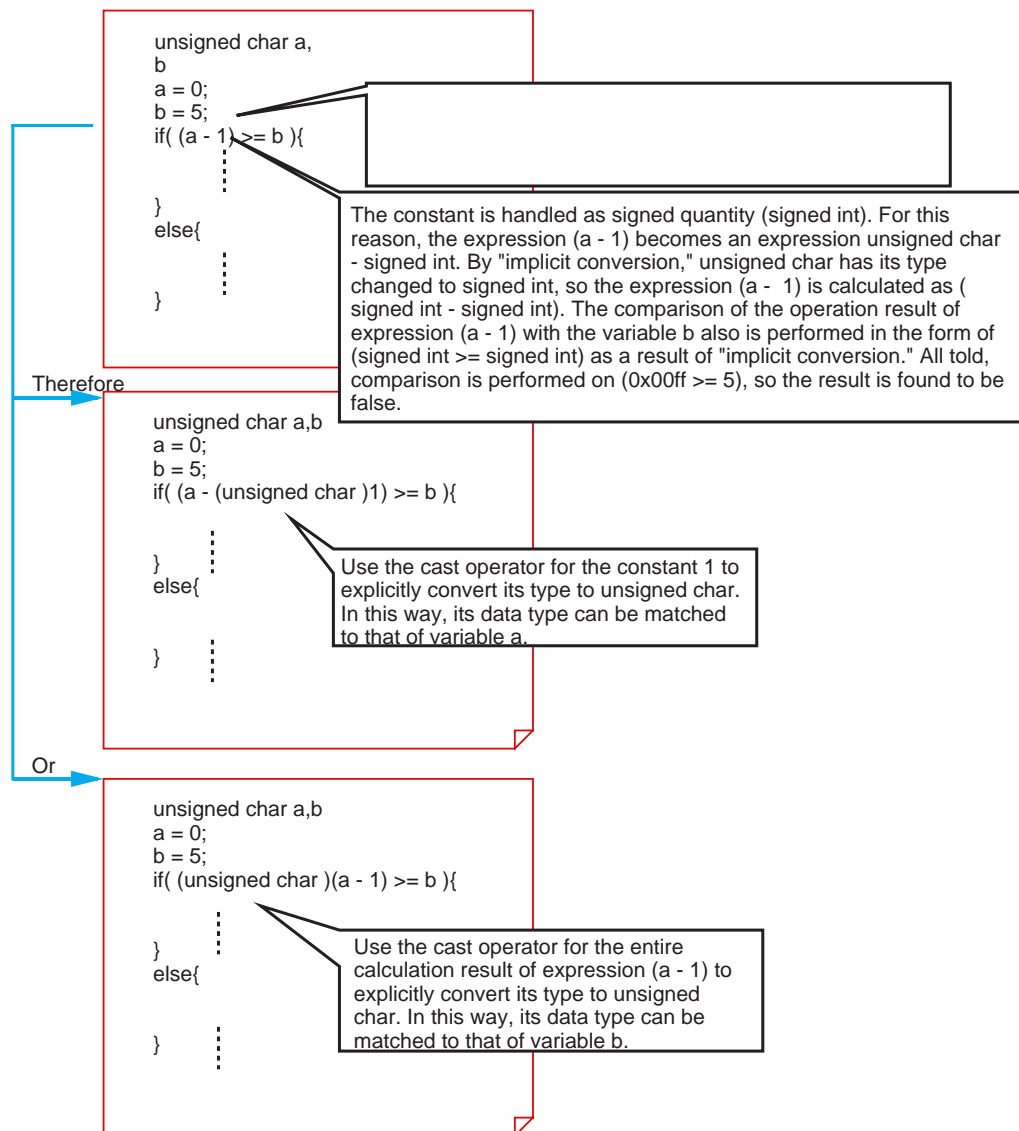 unsigned char a,
b
a = 0;
b = 5;
if( (a - 1) >= b ){
}
else{
}
The constant is handled as signed quantity (signed int). For this
reason, the expression (a - 1) becomes an expression unsigned char
- signed int. By "implicit conversion," unsigned char has its type
changed to signed int, so the expression (a - 1) is calculated as (
signed int - signed int). The comparison of the operation result of
expression (a - 1) with the variable b also is performed in the form of
(signed int >= signed int) as a result of "implicit conversion." All told,
comparison is performed on (0x00ff >= 5), so the result is found to be
false.
Therefore
unsigned char a,b
a = 0;
b = 5;
if( (a - (unsigned char )1) >= b ){
}
else{
}
Use the cast operator for the constant 1 to
explicitly convert its type to unsigned char.
In this way, its data type can be matched
to that of variable a.
Or
unsigned char a,b
a = 0;
b = 5;
if( (unsigned char )(a - 1) >= b ){
}
else{
}
Use the cast operator for the entire
calculation result of expression (a - 1) to
explicitly convert its type to unsigned
char. In this way, its data type can be
matched to that of variable b.